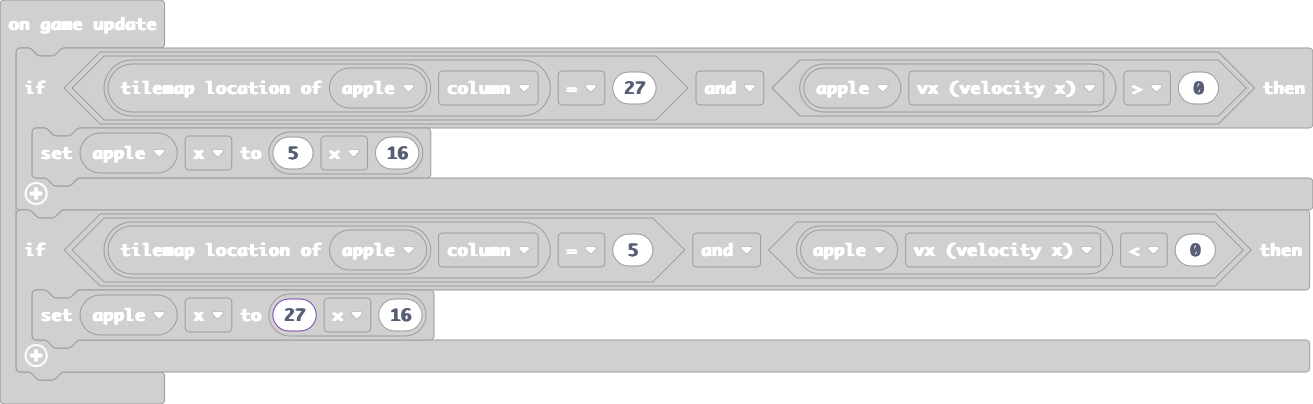 on game update
if tilemap location of apple column = 27 and apple vx (velocity x) > 0 then
set apple x to 5 x 16
if tilemap location of apple column = 5 and apple vx (velocity x) < 0 then
set apple x to 27 x 16